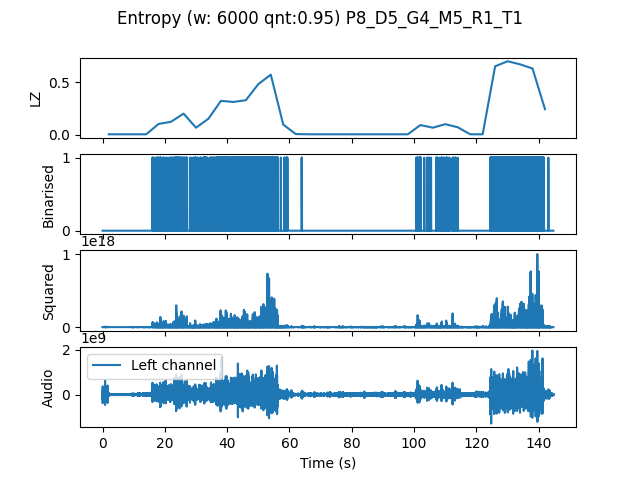 Entropy (w: 6000 qnt:0.95) P8_D5_G4_M5_R1_T1
LZ
0.5
0.0
Binarised
1
0
1e18
Squared
1
0
1e9
Audio
2
0
Left channel
0 20 40 60 80 100 120 140
Time (s)